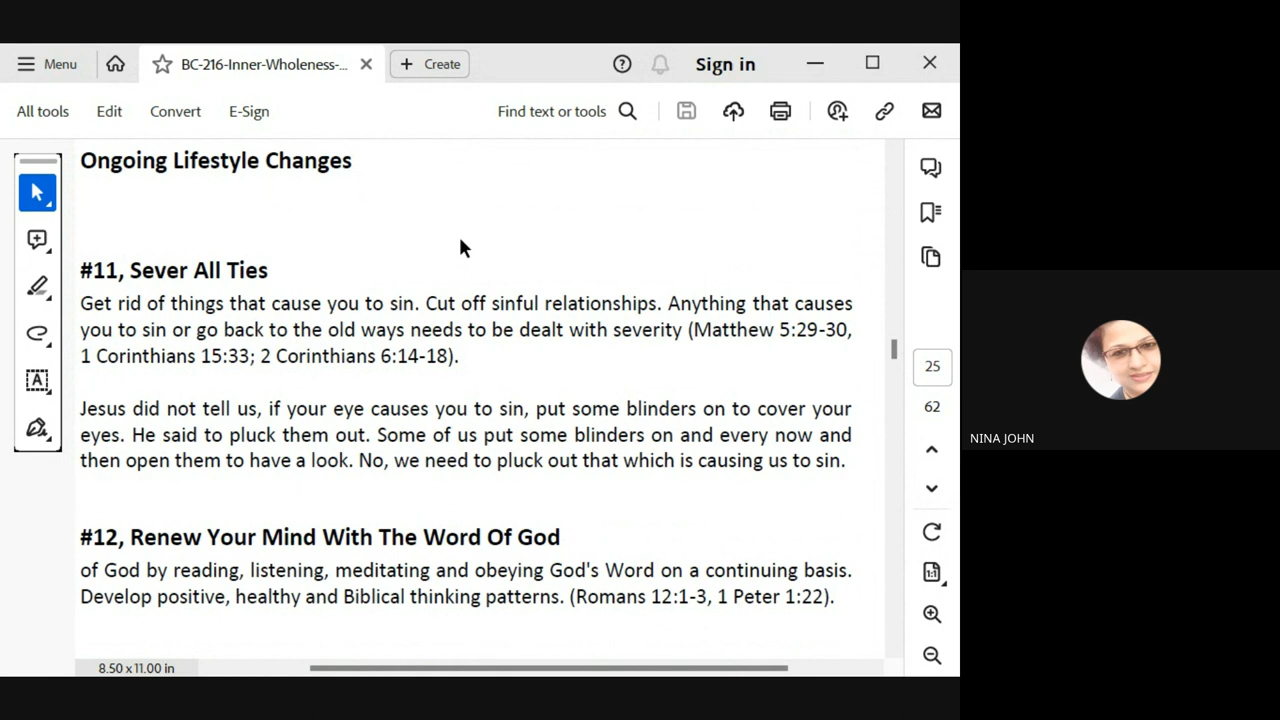 Menu
BC-216-Inner-Wholeness-...
Create
Sign in
All tools
Edit
Convert
E-Sign
Find text or tools
Ongoing Lifestyle Changes
#11, Sever All Ties
Get rid of things that cause you to sin. Cut off sinful relationships. Anything that causes
you to sin or go back to the old ways needs to be dealt with severity (Matthew 5:29-30,
1 Corinthians 15:33; 2 Corinthians 6:14-18).
Jesus did not tell us, if your eye causes you to sin, put some blinders on to cover your
eyes. He said to pluck them out. Some of us put some blinders on and every now and
then open them to have a look. No, we need to pluck out that which is causing us to sin.
#12, Renew Your Mind With The Word Of God
of God by reading, listening, meditating and obeying God's Word on a continuing basis.
Develop positive, healthy and Biblical thinking patterns. (Romans 12:1-3, 1 Peter 1:22).
8.50 x 11.00 in
25
62
1:1
NINA JOHN